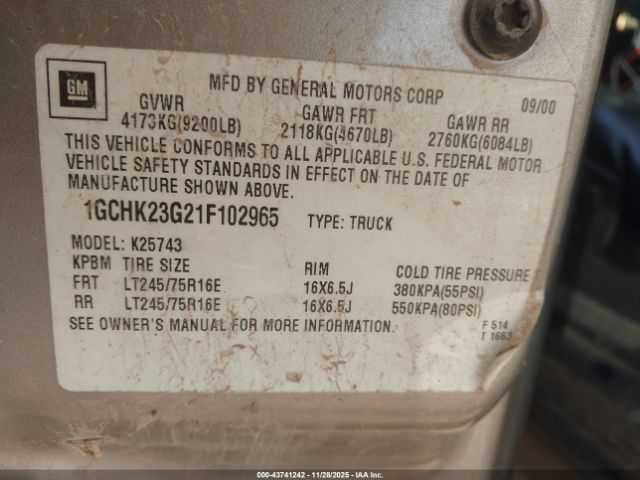 GM
MFD BY GENERAL MOTORS CORP 09/00
GVWR GAWR FRT GAWR RR
4173KG(9200LB) 2118KG(4670LB) 2760KG(6084LB)
THIS VEHICLE CONFORMS TO ALL APPLICABLE U.S. FEDERAL MOTOR
VEHICLE SAFETY STANDARDS IN EFFECT ON THE DATE OF
MANUFACTURE SHOWN ABOVE.
1GCHK23G21F102965 TYPE: TRUCK
MODEL: K25743
KPBM TIRE SIZE RIM COLD TIRE PRESSURE
FRT LT245/75R16E 16X6.5J 380KPA(55PSI)
RR LT245/75R16E 16X6.5J 550KPA(80PSI)
SEE OWNER'S MANUAL FOR MORE INFORMATION.
F 514
T 1663
000-43741242 - 11/28/2025 - IAA, Inc.